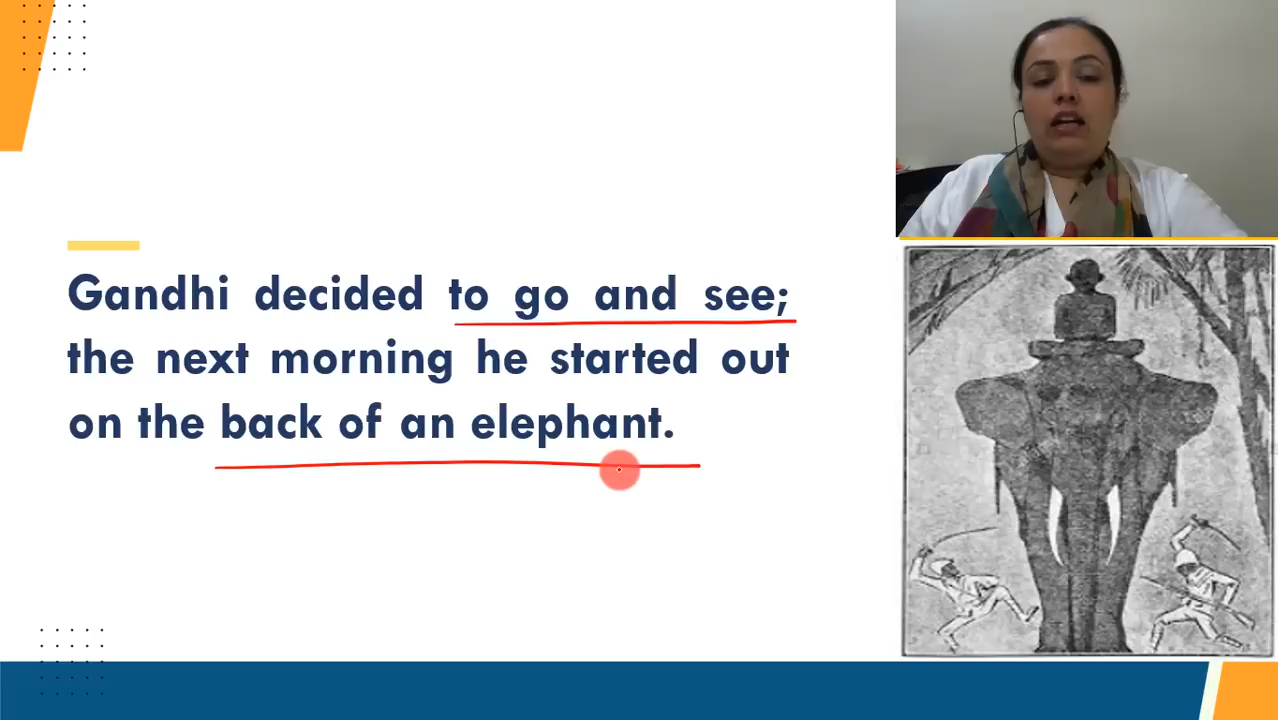 Gandhi decided to go and see;
the next morning he started out
on the back of an elephant.